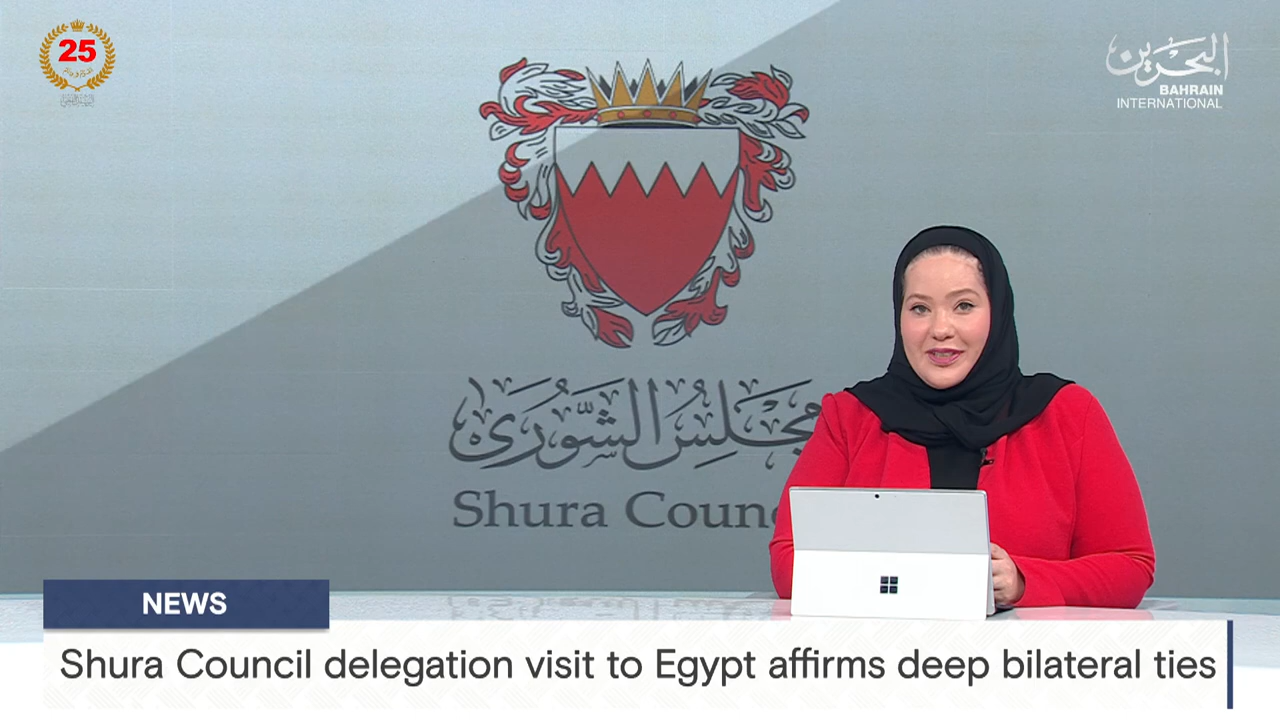 25
البحرين
BAHRAIN
INTERNATIONAL
مجلس الشورى
Shura Counc
NEWS
Shura Council delegation visit to Egypt affirms deep bilateral ties